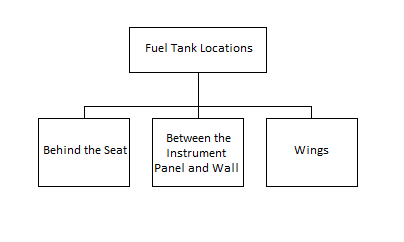 Fuel Tank Locations
Behind the Seat
Between the
Instrument
Panel and Wall
Wings